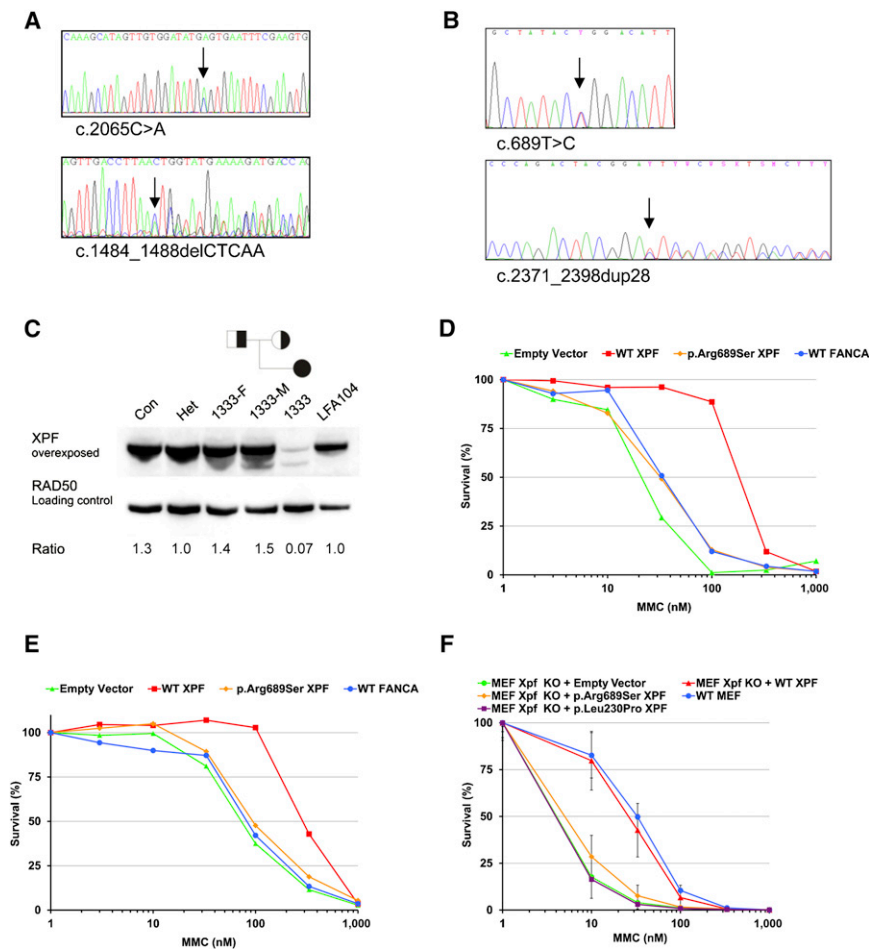 A
CAAAGCATAGTTGTGGATATGAGTGAATTTCGAAGTG
c.2065C>A
AGTTGACCTTAACTGGTATGAAAAGATGACCAG
c.1484_1488delCTCAA
B
GCTATACYGGACATT
c.689T>C
c.2371_2398dup28
C
Con
Het
1333-F
1333-M
1333
LFA104
XPF
overexposed
RAD50
Loading control
Ratio 1.3 1.0 1.4 1.5 0.07 1.0
D
Empty Vector WT XPF p.Arg689Ser XPF WT FANCA
Survival (%)
100
75
50
25
0
1 10 100 1,000
MMC (nM)
E
Empty Vector WT XPF p.Arg689Ser XPF WT FANCA
Survival (%)
100
75
50
25
0
1 10 100 1,000
MMC (nM)
F
MEF Xpf KO + Empty Vector MEF Xpf KO + WT XPF
MEF Xpf KO + p.Arg689Ser XPF WT MEF
MEF Xpf KO + p.Leu230Pro XPF
Survival (%)
100
75
50
25
0
1 10 100 1,000
MMC (nM)